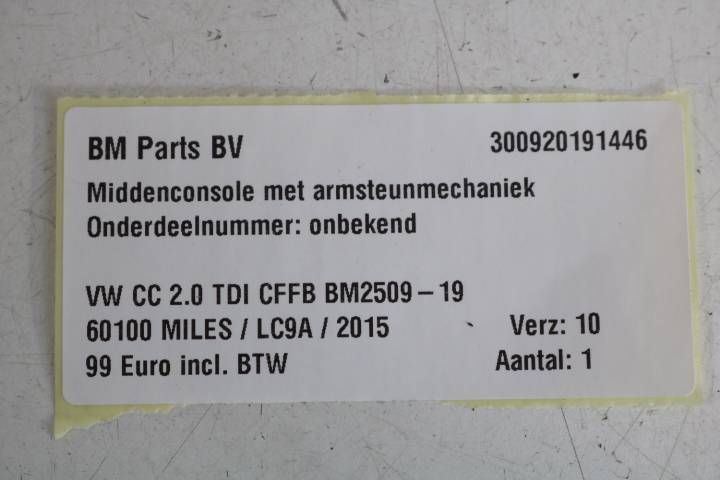 BM Parts BV 300920191446
Middenconsole met armsteunmechaniek
Onderdeelnummer: onbekend
VW CC 2.0 TDI CFFB BM2509-19
60100 MILES / LC9A / 2015 Verz: 10
99 Euro incl. BTW Aantal: 1